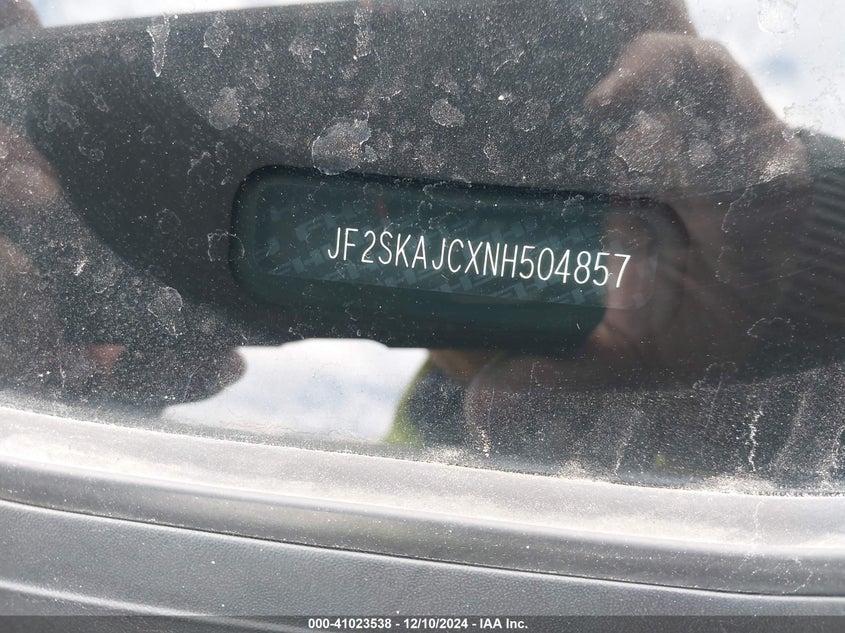 JF2SKAJCXNH504857
000-41023538 - 12/10/2024 - IAA Inc.